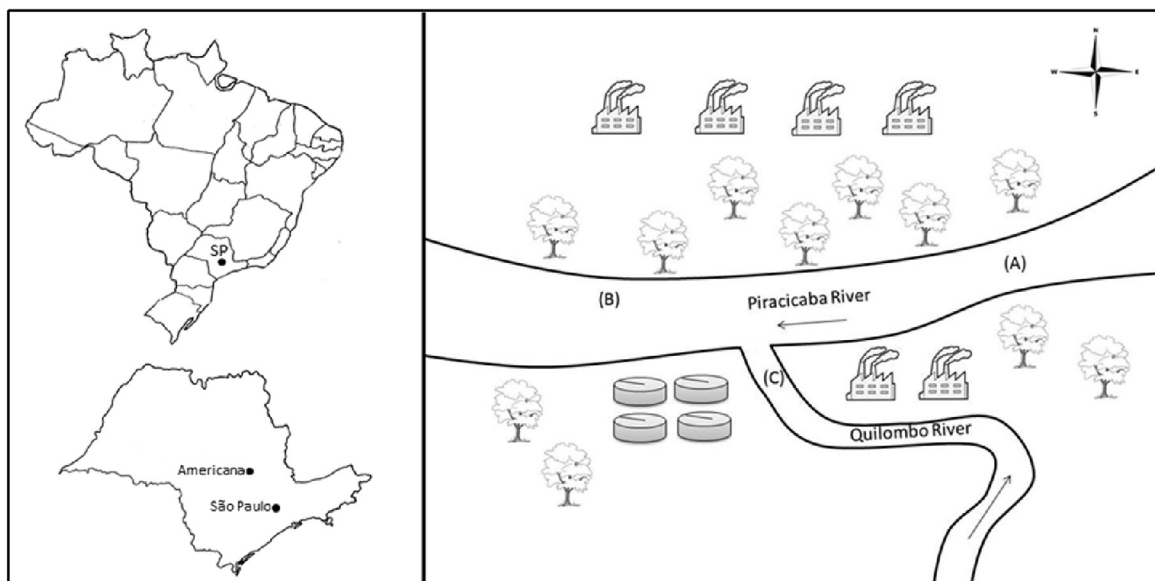 SP
Americana
São Paulo
N
W
E
S
(A)
(B)
Piracicaba River
(C)
Quilombo River